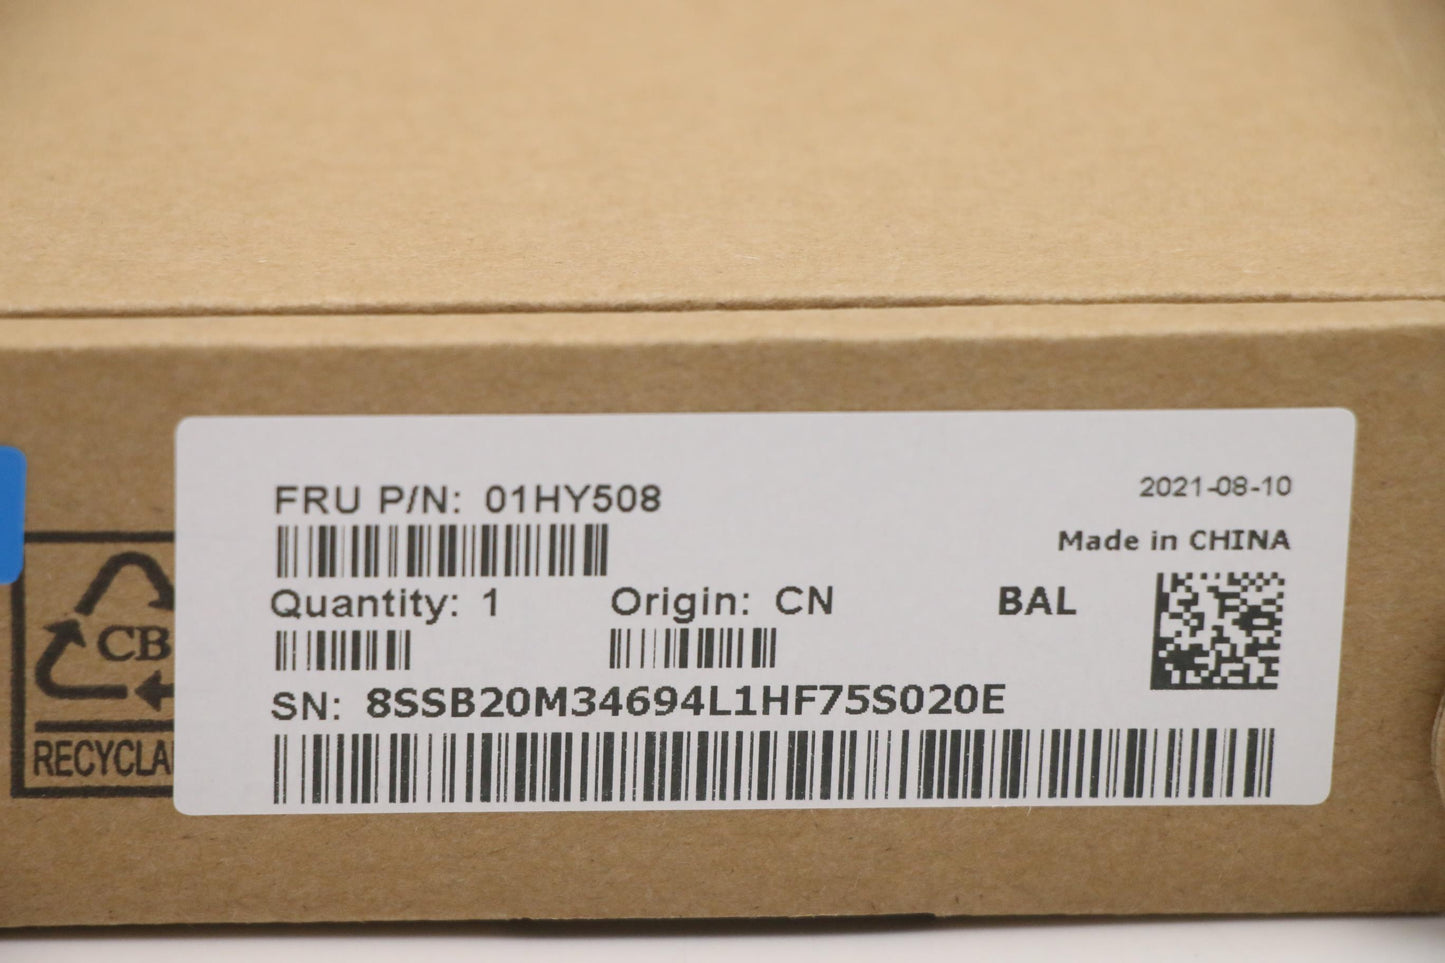 FRU P/N: 01HY508
2021-08-10
Made in CHINA
Quantity: 1
Origin: CN
BAL
SN: 8SSB20M34694L1HF75S020E
CB
RECYCLA